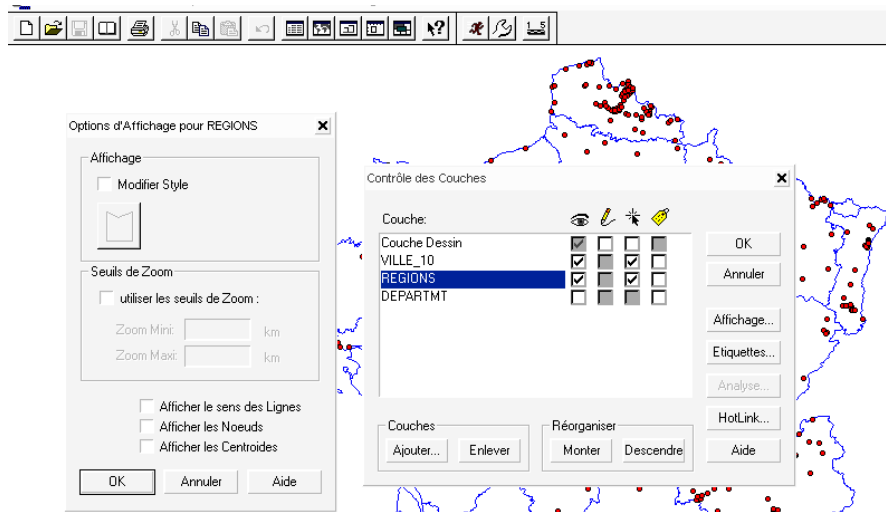 1 5
Options d'Affichage pour REGIONS
Affichage
Modifier Style
Seuils de Zoom
utiliser les seuils de Zoom :
Zoom Mini: km
Zoom Maxi: km
Afficher le sens des Lignes
Afficher les Noeuds
Afficher les Centroides
OK Annuler Aide
Contrôle des Couches
Couche:
Couche Dessin
VILLE_10
REGIONS
DEPARTMT
OK
Annuler
Affichage...
Etiquettes...
Analyse...
HotLink...
Aide
Couches
Ajouter... Enlever
Réorganiser
Monter Descendre